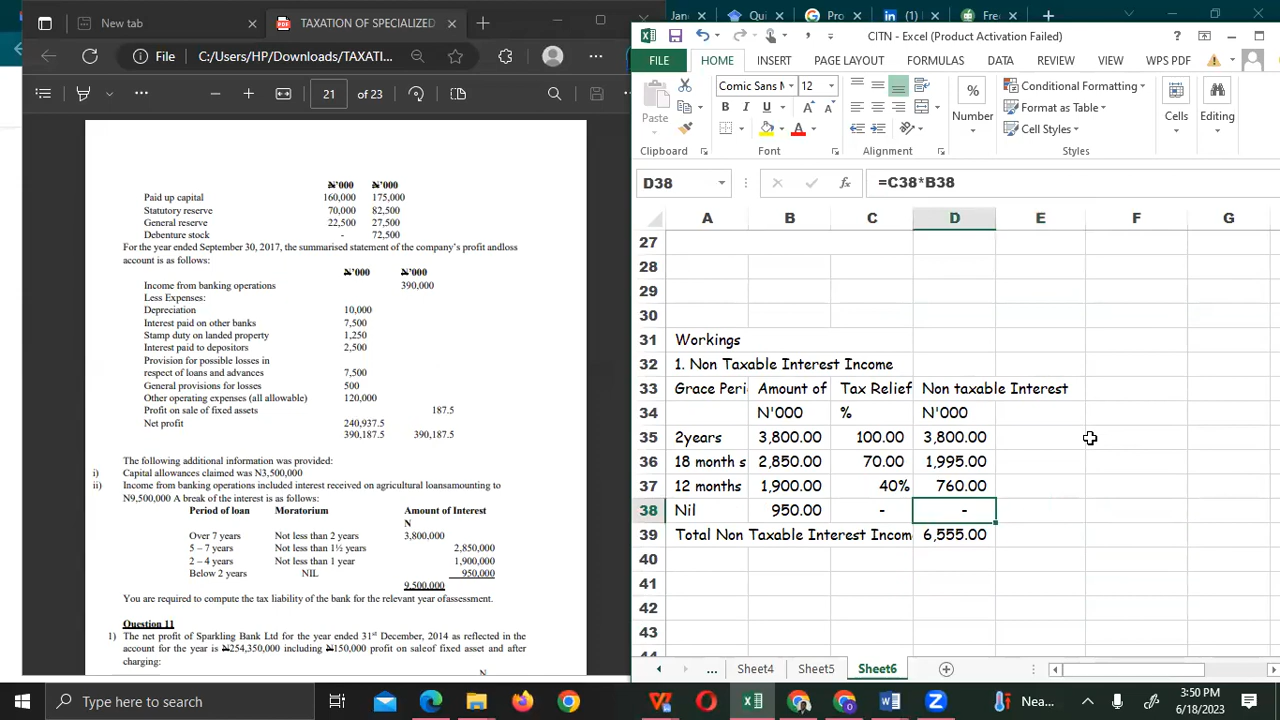 New tab
TAXATION OF SPECIALIZED
File
C:/Users/HP/Downloads/TAXATI...
21 of 23
N'000 N'000
Paid up capital 160,000 175,000
Statutory reserve 70,000 82,500
General reserve 22,500 27,500
Debenture stock - 72,500
For the year ended September 30, 2017, the summarised statement of the company's profit andloss
account is as follows:
N'000 N'000
Income from banking operations 390,000
Less Expenses:
Depreciation 10,000
Interest paid on other banks 7,500
Stamp duty on landed property 1,250
Interest paid to depositors 2,500
Provision for possible losses in
respect of loans and advances 7,500
General provisions for losses 500
Other operating expenses (all allowable) 120,000
Profit on sale of fixed assets 187.5
Net profit 240,937.5
390,187.5 390,187.5
The following additional information was provided:
i) Capital allowances claimed was N3,500,000
ii) Income from banking operations included interest received on agricultural loansamounting to
N9,500,000 A break of the interest is as follows:
Period of loan Moratorium Amount of Interest
N
Over 7 years Not less than 2 years 3,800,000
5 – 7 years Not less than 1½ years 2,850,000
2 – 4 years Not less than 1 year 1,900,000
Below 2 years NIL 950,000
9,500,000
You are required to compute the tax liability of the bank for the relevant year ofassessment.
Question 11
1) The net profit of Sparkling Bank Ltd for the year ended 31st December, 2014 as reflected in the
account for the year is N254,350,000 including N150,000 profit on saleof fixed asset and after
charging:
N
Jan Qui Pro (1) Fre
CITN - Excel (Product Activation Failed)
FILE HOME INSERT PAGE LAYOUT FORMULAS DATA REVIEW VIEW WPS PDF
Paste
Clipboard
Comic Sans M 12
B I U
Font
Alignment
%
Number
Conditional Formatting
Format as Table
Cell Styles
Styles
Cells
Editing
D38 =C38*B38
A B C D E F G
27
28
29
30
31 Workings
32 1. Non Taxable Interest Income
33 Grace Peri Amount of Tax Relief Non taxable Interest
34 N'000 % N'000
35 2years 3,800.00 100.00 3,800.00
36 18 month s 2,850.00 70.00 1,995.00
37 12 months 1,900.00 40% 760.00
38 Nil 950.00 - -
39 Total Non Taxable Interest Incom 6,555.00
40
41
42
43
44
... Sheet4 Sheet5 Sheet6
Type here to search
Nea...
3:50 PM
6/18/2023